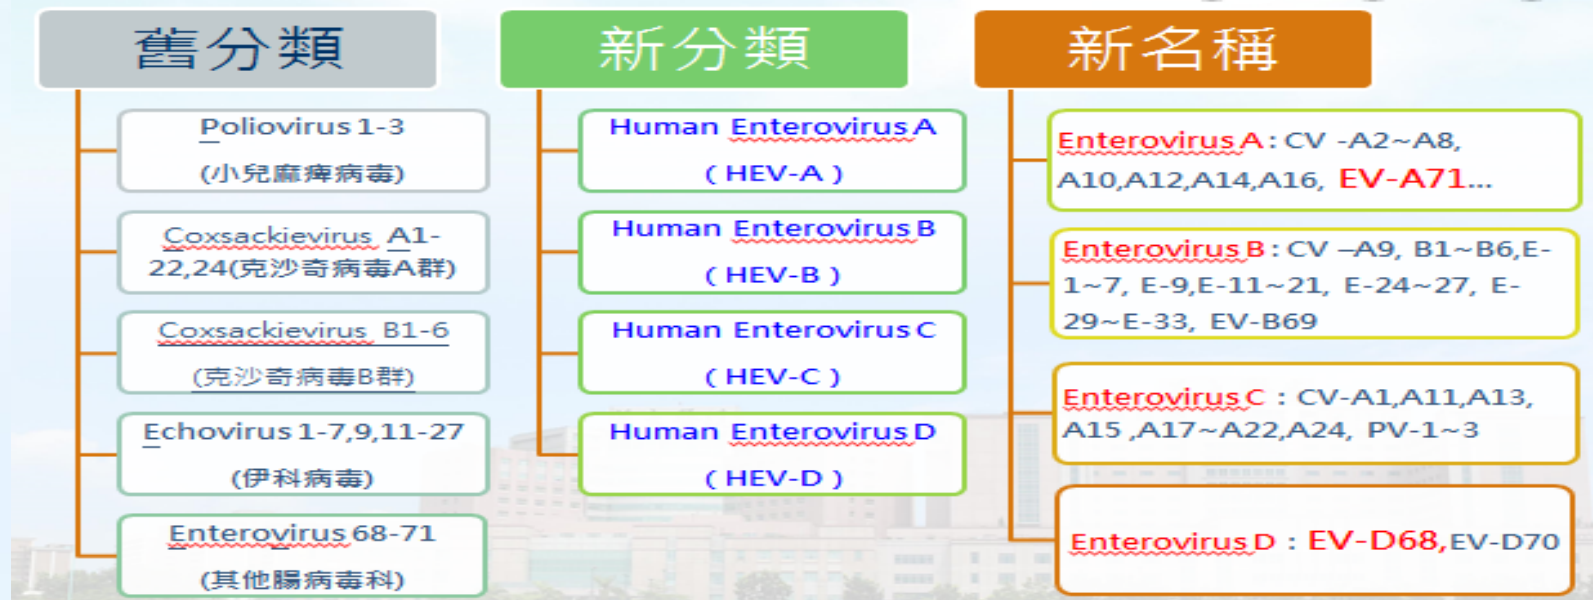 舊分類
Poliovirus 1-3
(小兒麻痺病毒)
Coxsackievirus A1-
22,24(克沙奇病毒A群)
Coxsackievirus B1-6
(克沙奇病毒B群)
Echovirus 1-7,9,11-27
(伊科病毒)
Enterovirus 68-71
(其他腸病毒科)
新分類
Human Enterovirus A
( HEV-A )
Human Enterovirus B
( HEV-B )
Human Enterovirus C
( HEV-C )
Human Enterovirus D
( HEV-D )
新名稱
Enterovirus A : CV -A2~A8,
A10,A12,A14,A16, EV-A71...
Enterovirus B : CV –A9, B1~B6,E-
1~7, E-9,E-11~21, E-24~27, E-
29~E-33, EV-B69
Enterovirus C : CV-A1,A11,A13,
A15 ,A17~A22,A24, PV-1~3
Enterovirus D : EV-D68,EV-D70